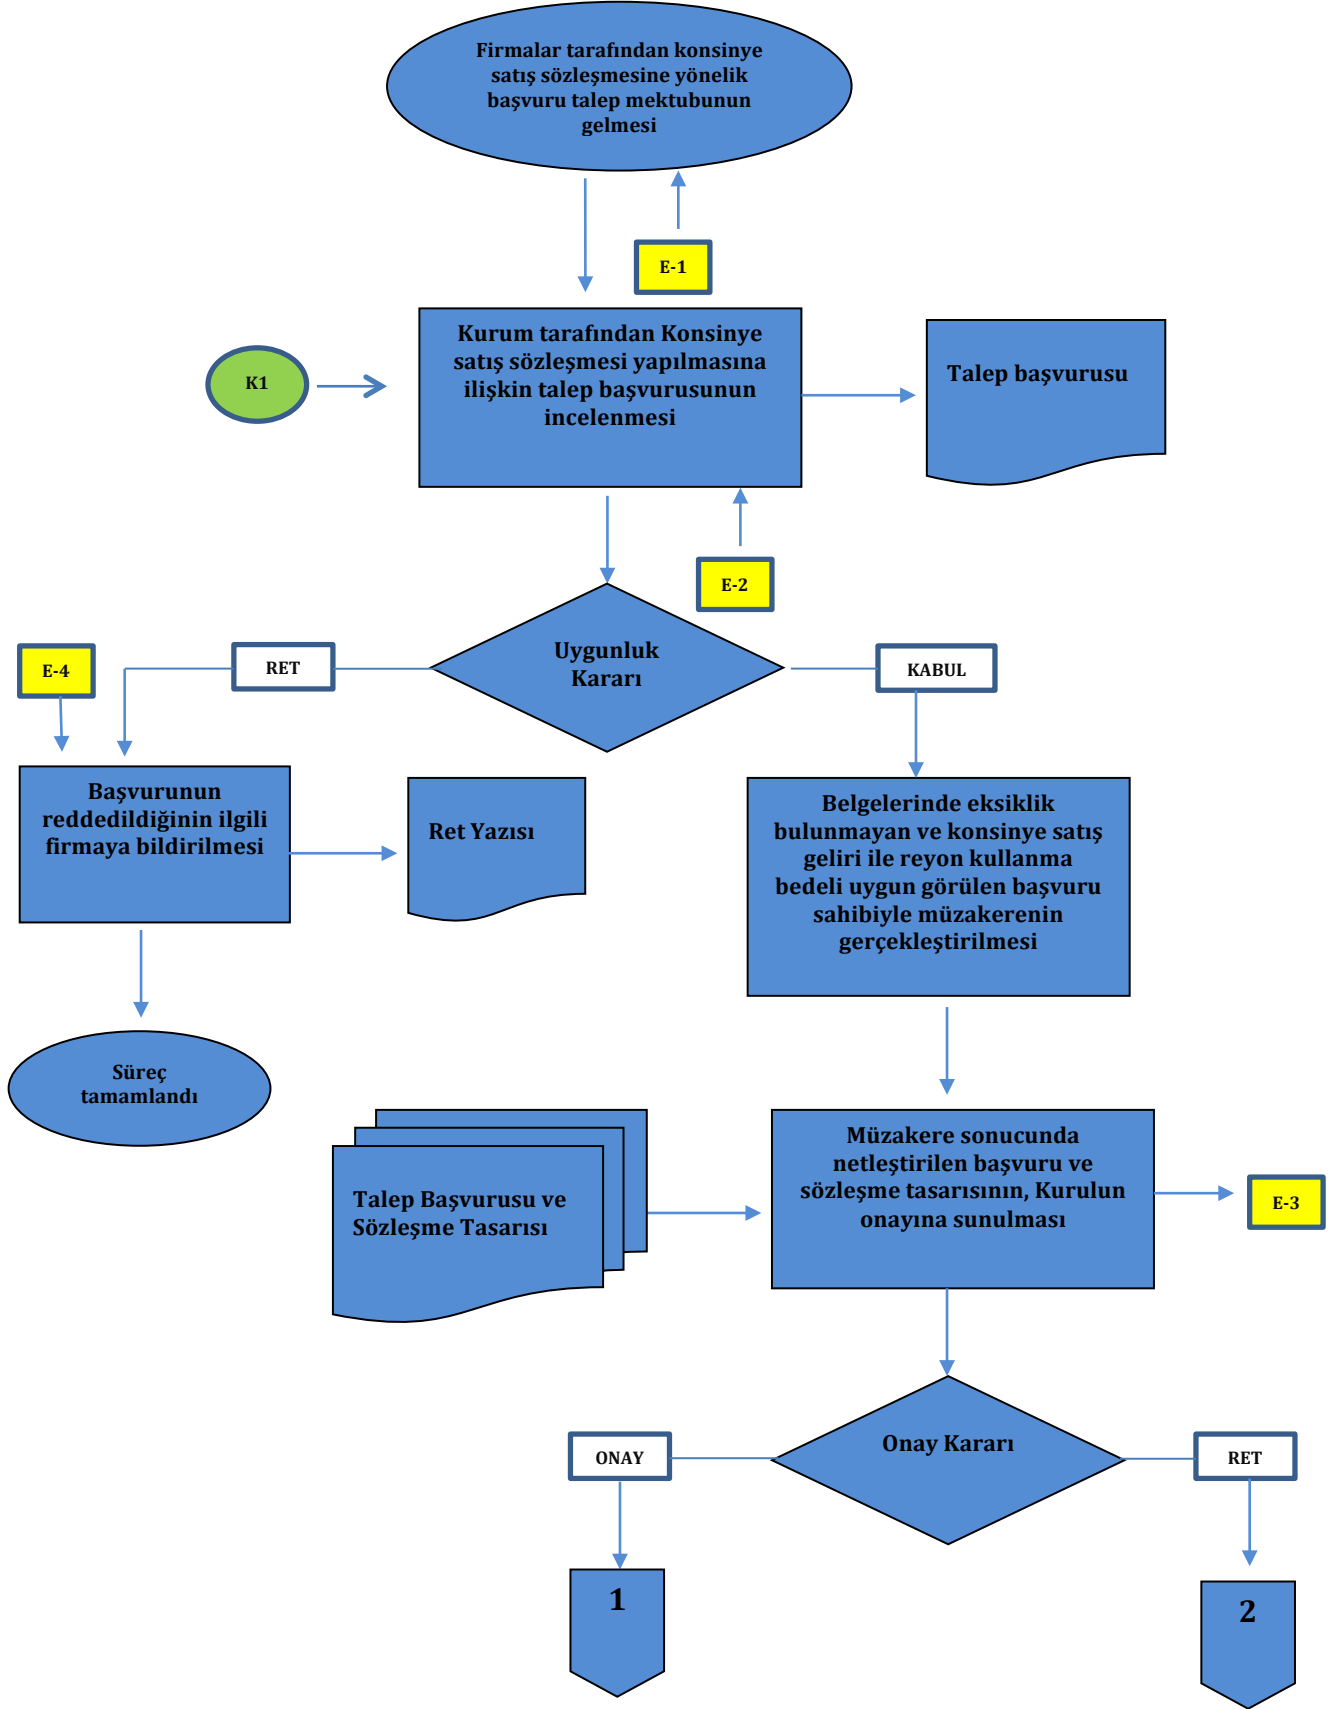 Firmalar tarafından konsinye
satış sözleşmesine yönelik
başvuru talep mektubunun
gelmesi
E-1
K1
Kurum tarafından Konsinye
satış sözleşmesi yapılmasına
ilişkin talep başvurusunun
incelenmesi
Talep başvurusu
E-2
Uygunluk
Kararı
E-4
RET
KABUL
Başvurunun
reddedildiğinin ilgili
firmaya bildirilmesi
Ret Yazısı
Belgelerinde eksiklik
bulunmayan ve konsinye satış
geliri ile reyon kullanma
bedeli uygun görülen başvuru
sahibiyle müzakerenin
gerçekleştirilmesi
Süreç
tamamlandı
Talep Başvurusu ve
Sözleşme Tasarısı
Müzakere sonucunda
netleştirilen başvuru ve
sözleşme tasarısının, Kurulun
onayına sunulması
E-3
Onay Kararı
ONAY
RET
1
2